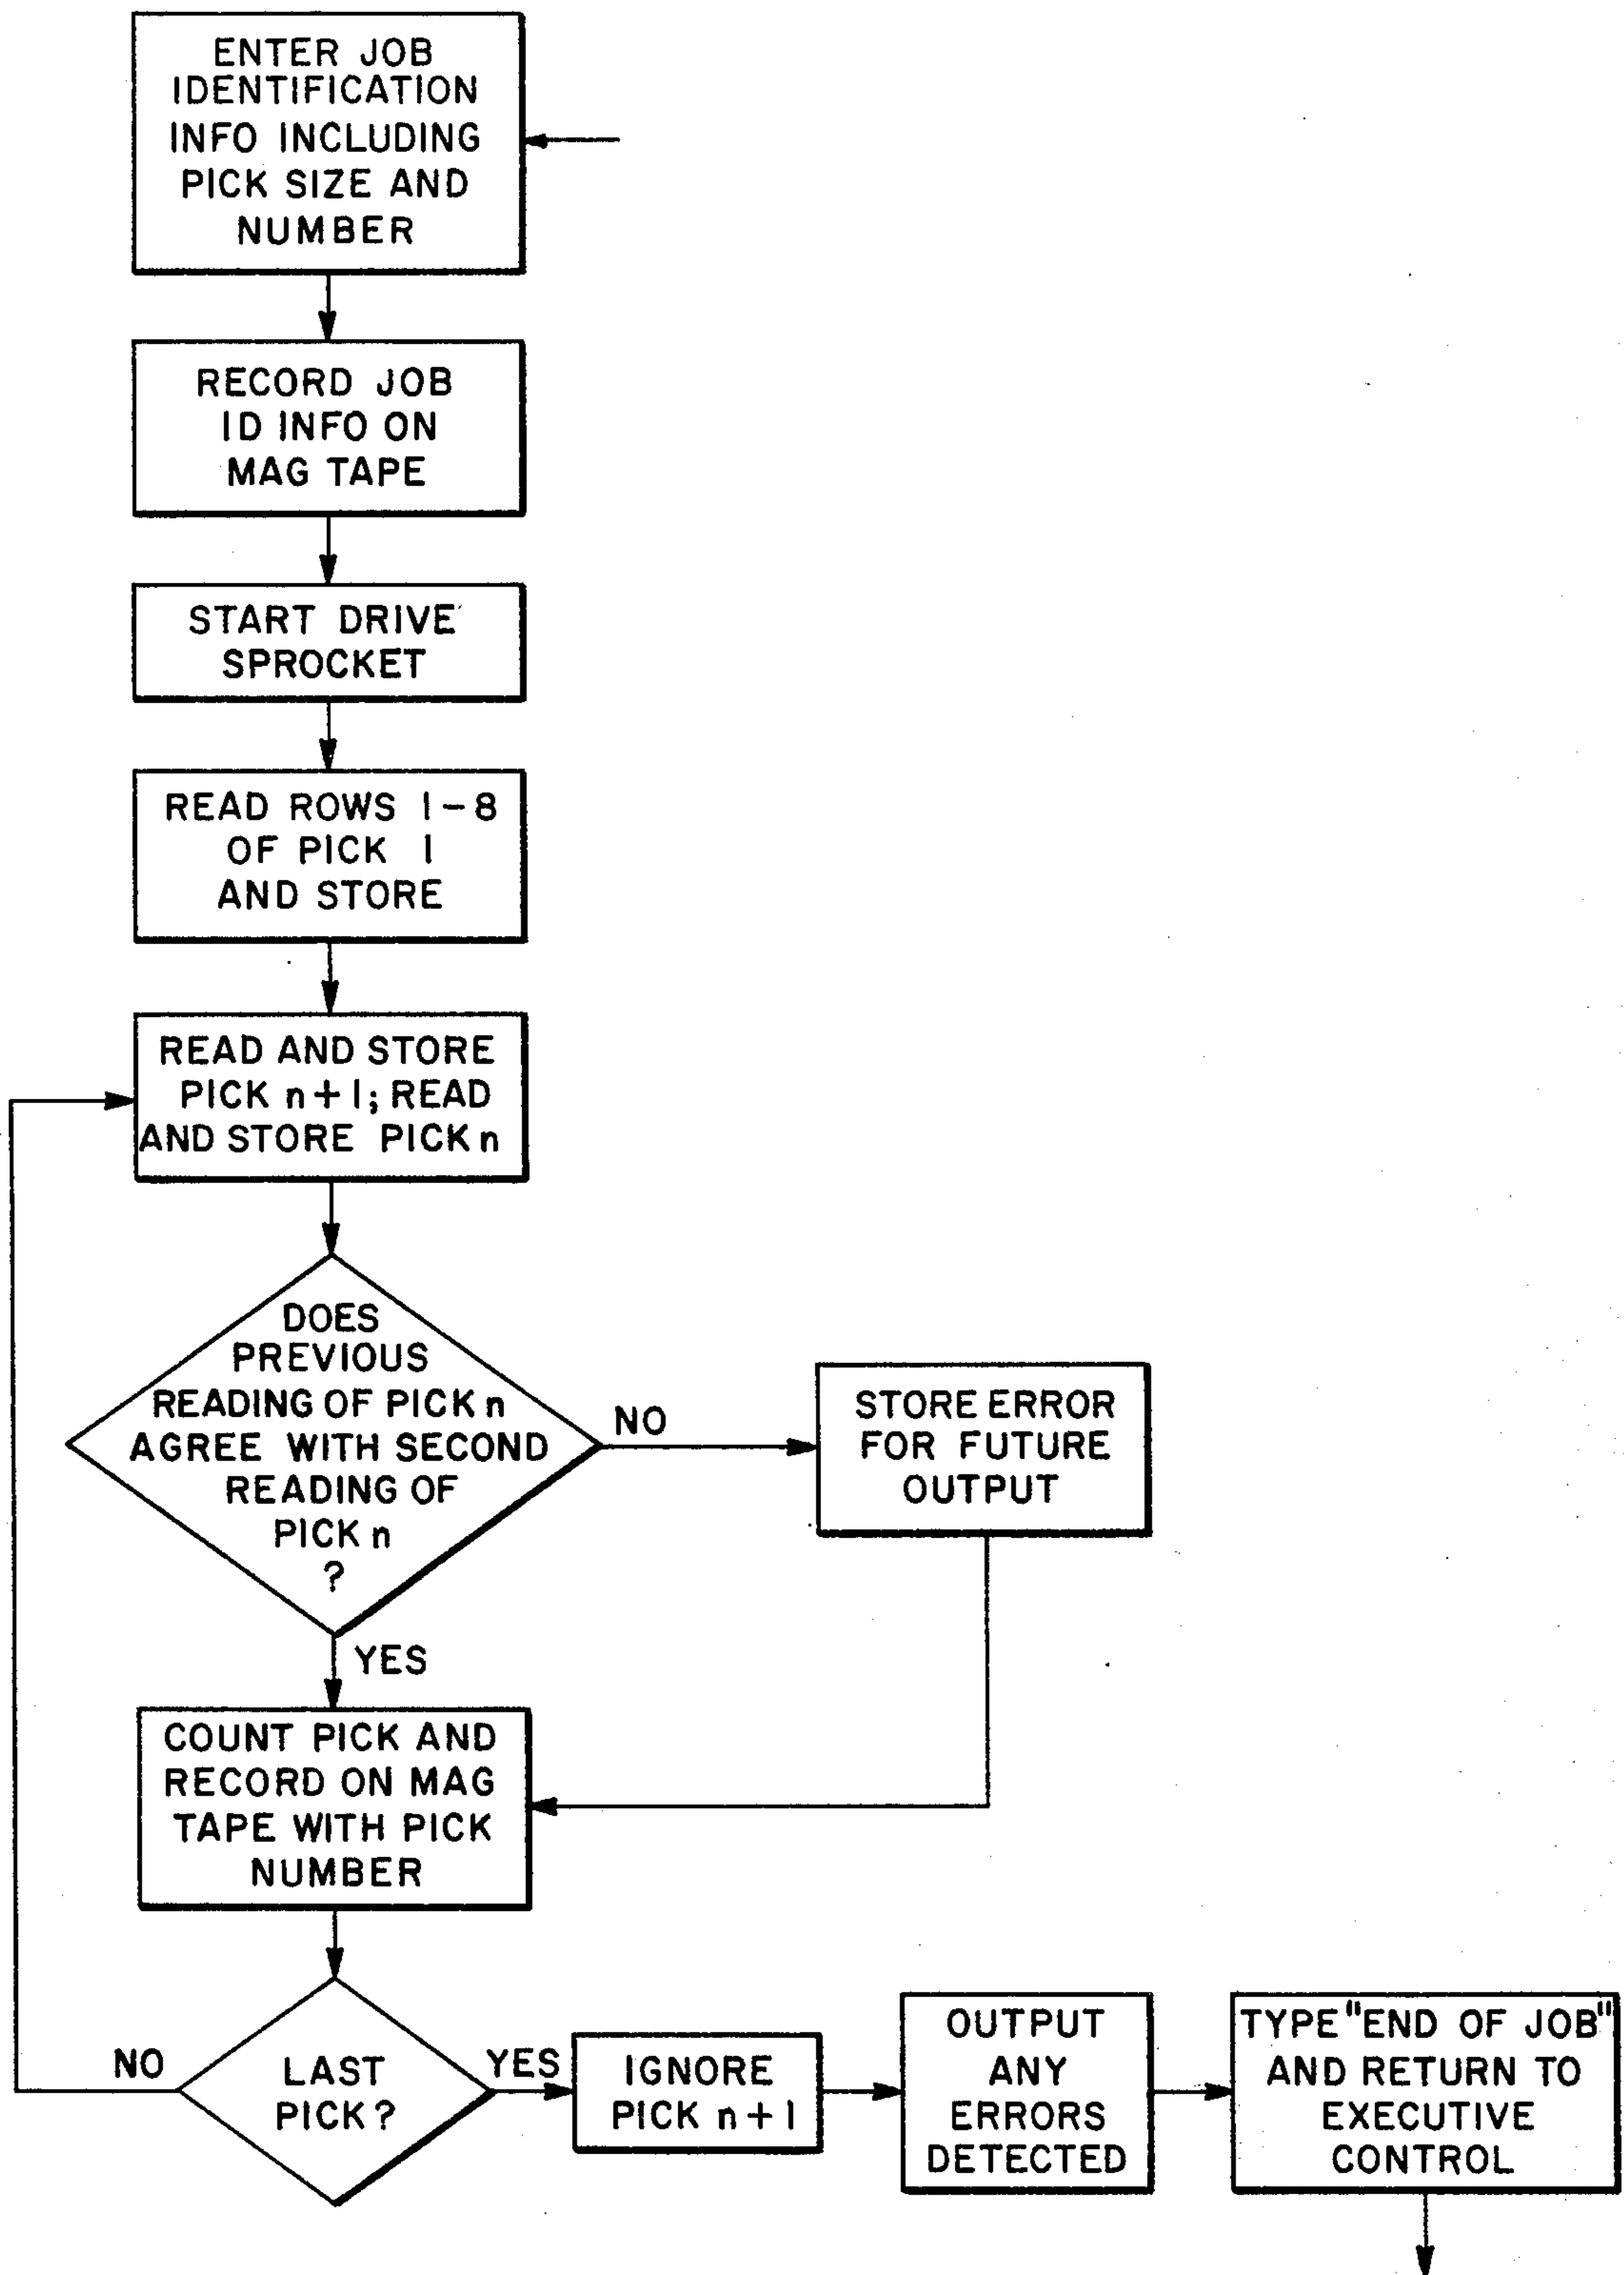 ENTER JOB
IDENTIFICATION
INFO INCLUDING
PICK SIZE AND
NUMBER
RECORD JOB
ID INFO ON
MAG TAPE
START DRIVE
SPROCKET
READ ROWS 1-8
OF PICK 1
AND STORE
READ AND STORE
PICK n+1; READ
AND STORE PICK n
DOES
PREVIOUS
READING OF PICK n
AGREE WITH SECOND
READING OF
PICK n
?
NO
STORE ERROR
FOR FUTURE
OUTPUT
YES
COUNT PICK AND
RECORD ON MAG
TAPE WITH PICK
NUMBER
LAST
PICK?
NO
YES
IGNORE
PICK n+1
OUTPUT
ANY
ERRORS
DETECTED
TYPE "END OF JOB"
AND RETURN TO
EXECUTIVE
CONTROL